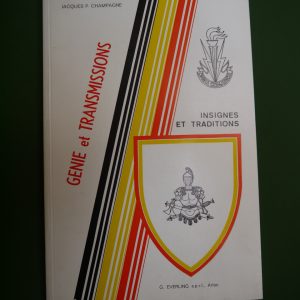 JACQUES P. CHAMPAGNE
GENIE et TRANSMISSIONS
INSIGNES
ET TRADITIONS
G. EVERLING s.p.r.l. Arlon